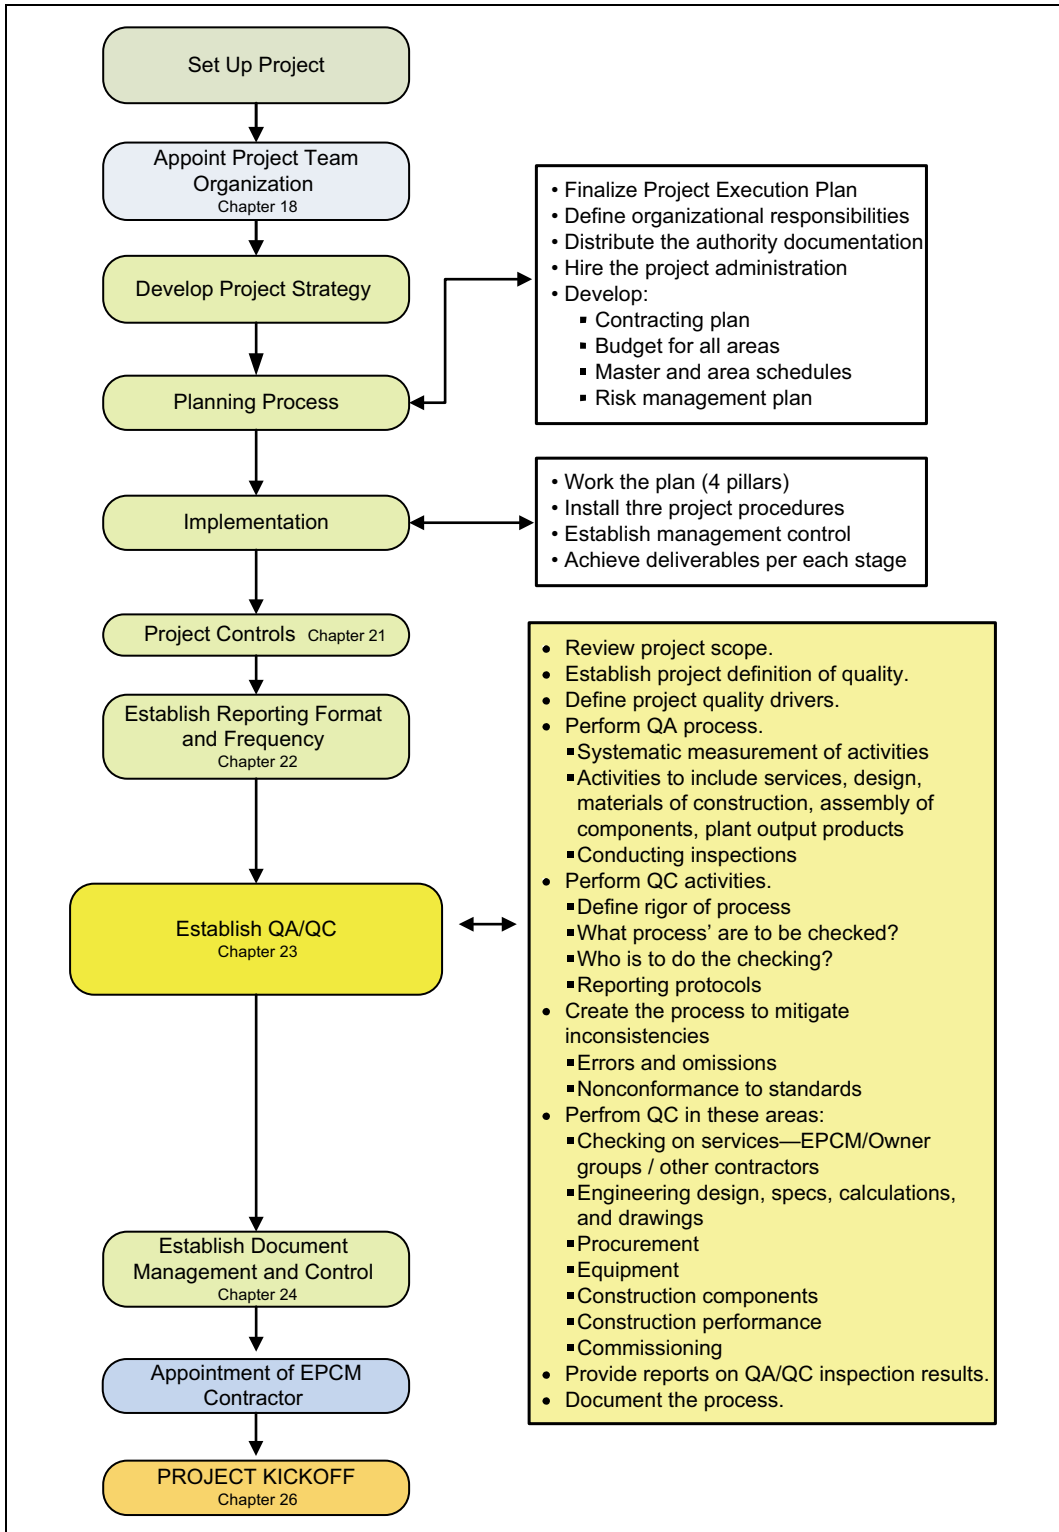 Set Up Project
Appoint Project Team
Organization
Chapter 18
Develop Project Strategy
Planning Process
• Finalize Project Execution Plan
• Define organizational responsibilities
• Distribute the authority documentation
• Hire the project administration
• Develop:
▪ Contracting plan
▪ Budget for all areas
▪ Master and area schedules
▪ Risk management plan
Implementation
• Work the plan (4 pillars)
• Install thre project procedures
• Establish management control
• Achieve deliverables per each stage
Project Controls Chapter 21
Establish Reporting Format
and Frequency
Chapter 22
Establish QA/QC
Chapter 23
• Review project scope.
• Establish project definition of quality.
• Define project quality drivers.
• Perform QA process.
▪Systematic measurement of activities
▪Activities to include services, design,
materials of construction, assembly of
components, plant output products
▪Conducting inspections
• Perform QC activities.
▪Define rigor of process
▪What process’ are to be checked?
▪Who is to do the checking?
▪Reporting protocols
• Create the process to mitigate
inconsistencies
▪Errors and omissions
▪Nonconformance to standards
• Perfrom QC in these areas:
▪Checking on services—EPCM/Owner
groups / other contractors
▪Engineering design, specs, calculations,
and drawings
▪Procurement
▪Equipment
▪Construction components
▪Construction performance
▪Commissioning
• Provide reports on QA/QC inspection results.
• Document the process.
Establish Document
Management and Control
Chapter 24
Appointment of EPCM
Contractor
PROJECT KICKOFF
Chapter 26